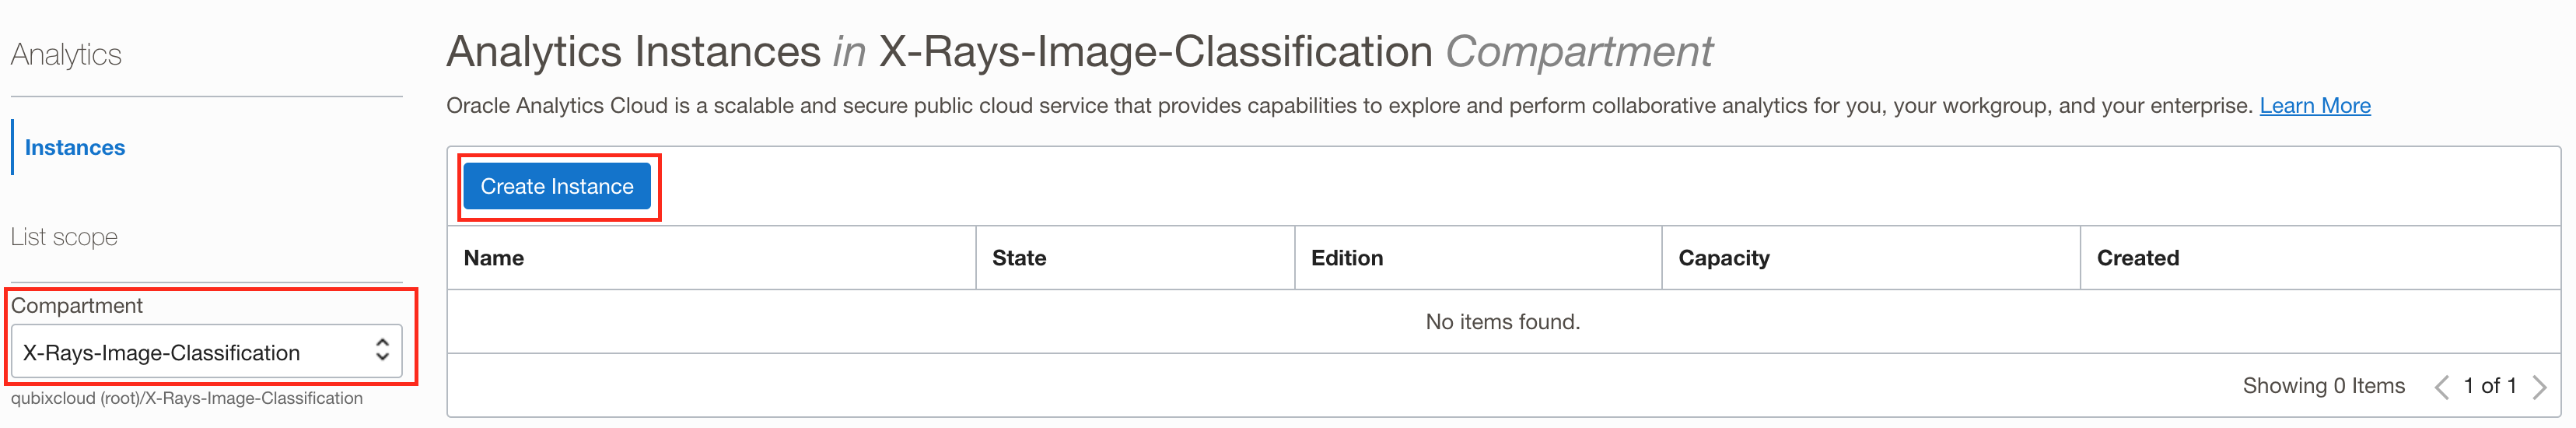 Analytics
Instances
List scope
Compartment
X-Rays-Image-Classification
qubixcloud (root)/X-Rays-Image-Classification
Analytics Instances in X-Rays-Image-Classification Compartment
Oracle Analytics Cloud is a scalable and secure public cloud service that provides capabilities to explore and perform collaborative analytics for you, your workgroup, and your enterprise. Learn More
Create Instance
Name State Edition Capacity Created
No items found.
Showing 0 Items 1 of 1